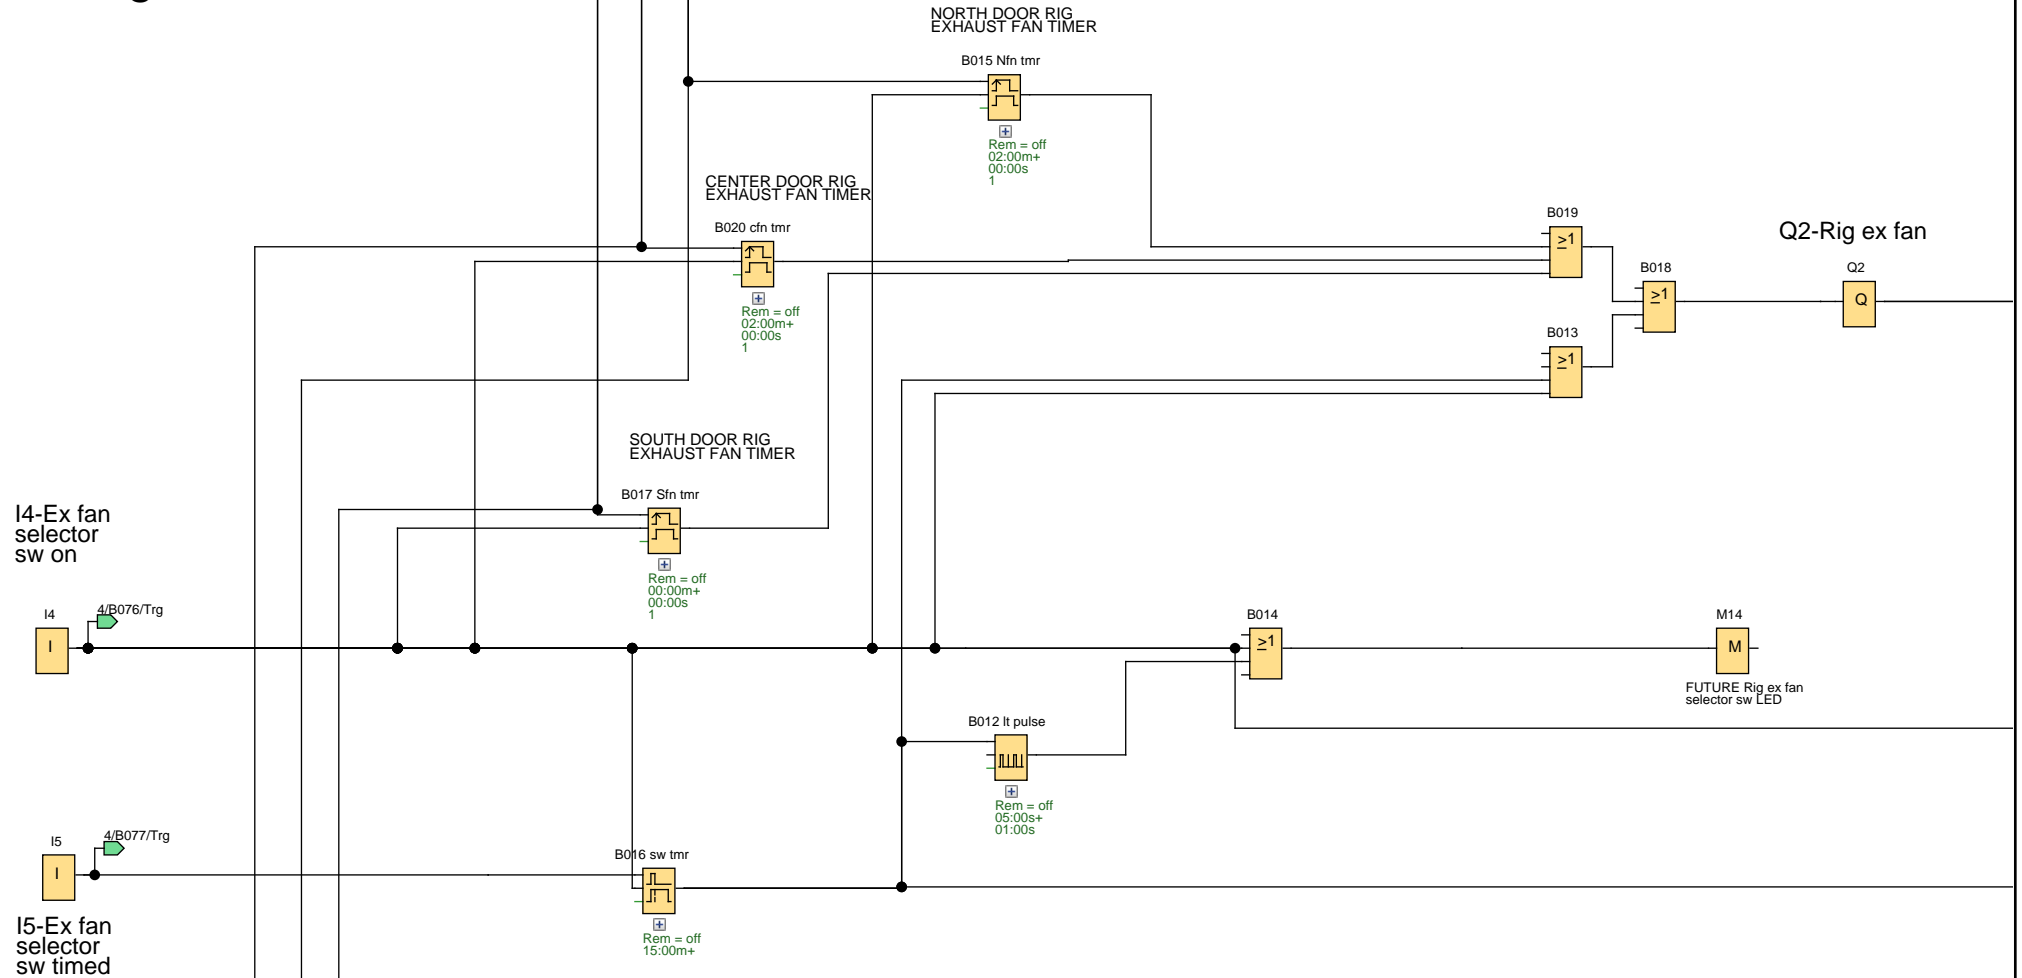 NORTH DOOR RIG
EXHAUST FAN TIMER
B015 Nfn tmr
Rem = off
02:00m+
00:00s
1
CENTER DOOR RIG
EXHAUST FAN TIMER
B020 cfn tmr
Rem = off
02:00m+
00:00s
1
B019
≥1
B018
≥1
Q2-Rig ex fan
Q2
Q
B013
≥1
SOUTH DOOR RIG
EXHAUST FAN TIMER
B017 Sfn tmr
Rem = off
00:00m+
00:00s
1
I4-Ex fan
selector
sw on
I4
I
4/B076/Trg
B014
≥1
M14
M
FUTURE Rig ex fan
selector sw LED
B012 lt pulse
Rem = off
05:00s+
01:00s
I5
I
4/B077/Trg
B016 sw tmr
Rem = off
15:00m+
I5-Ex fan
selector
sw timed